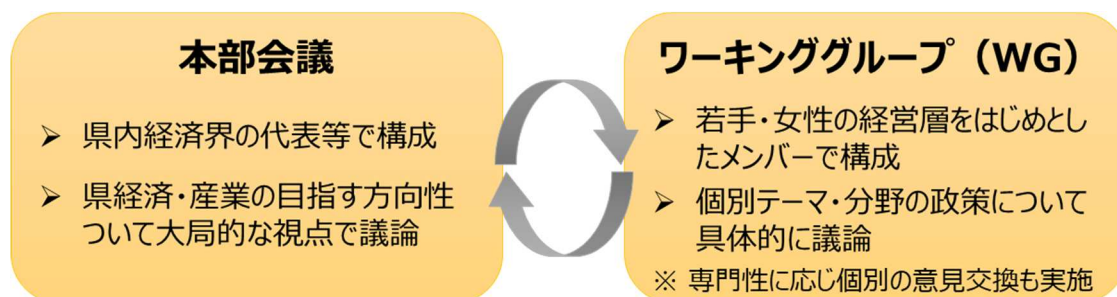 本部会議
➢ 県内経済界の代表等で構成
➢ 県経済・産業の目指す方向性
ついて大局的な視点で議論
ワーキンググループ（WG）
➢ 若手・女性の経営層をはじめとし
たメンバーで構成
➢ 個別テーマ・分野の政策について
具体的に議論
※ 専門性に応じ個別の意見交換も実施